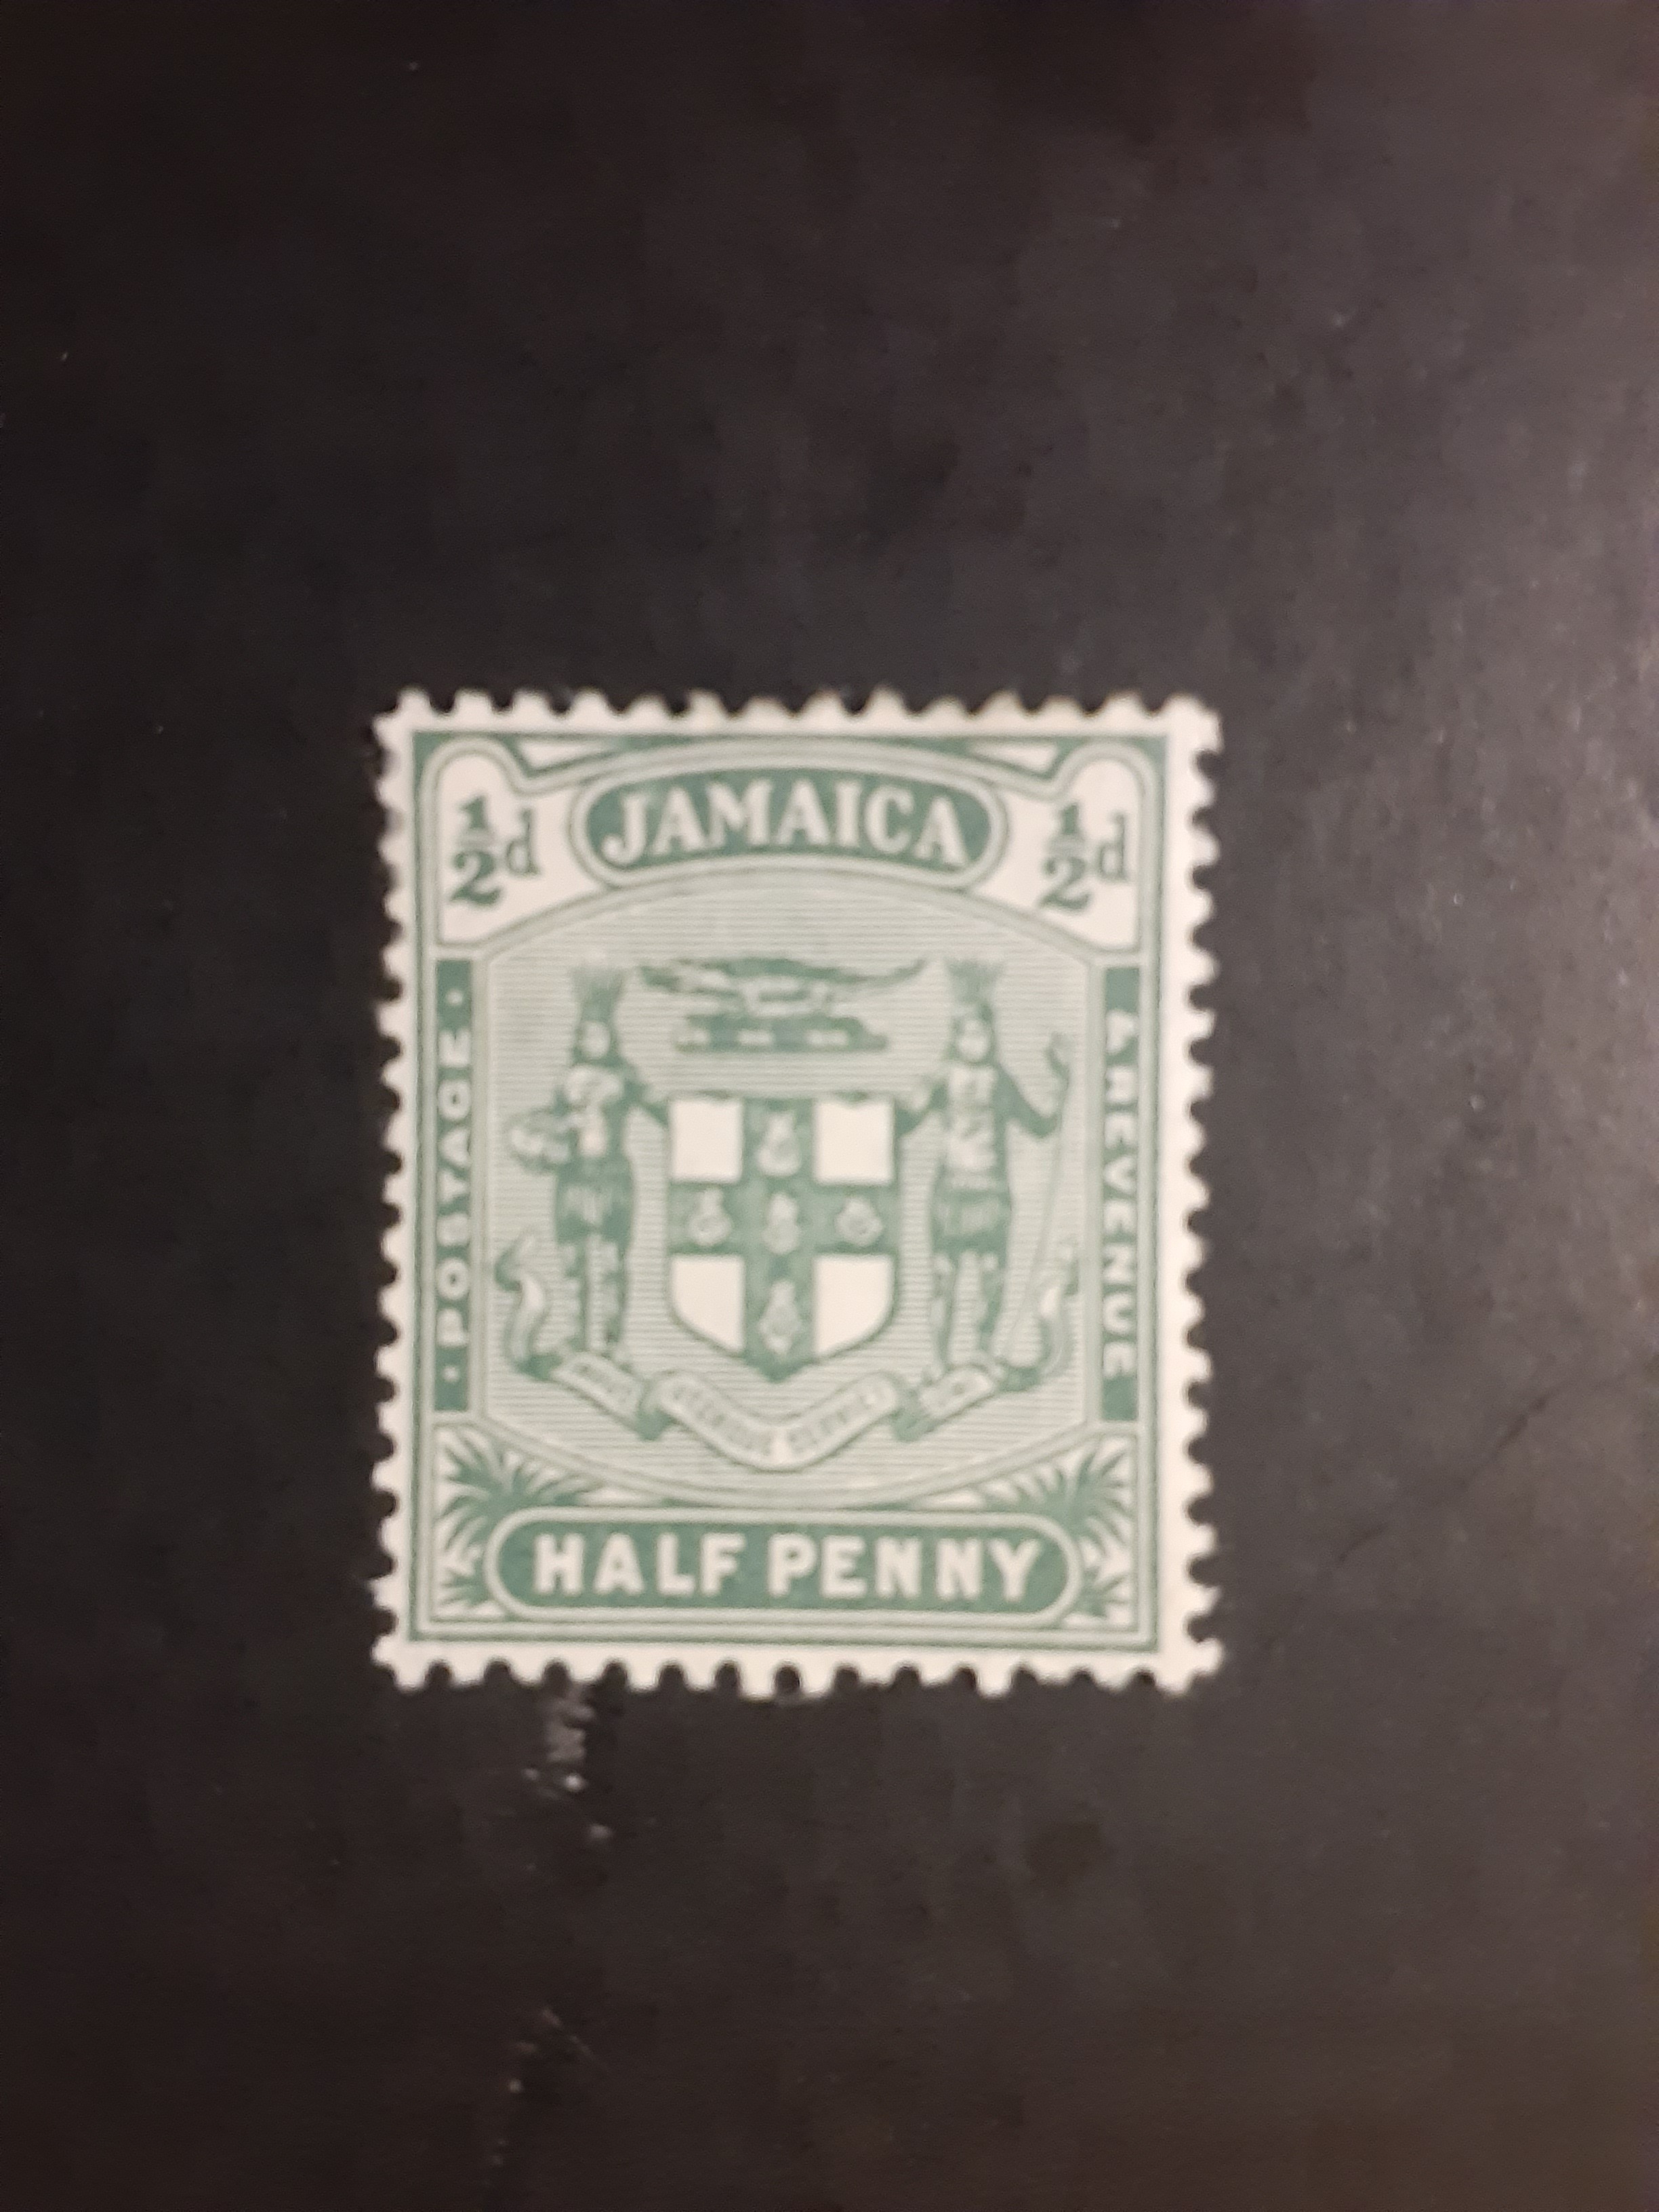 ½d JAMAICA ½d
·POSTAGE·
& REVENUE
HALF PENNY